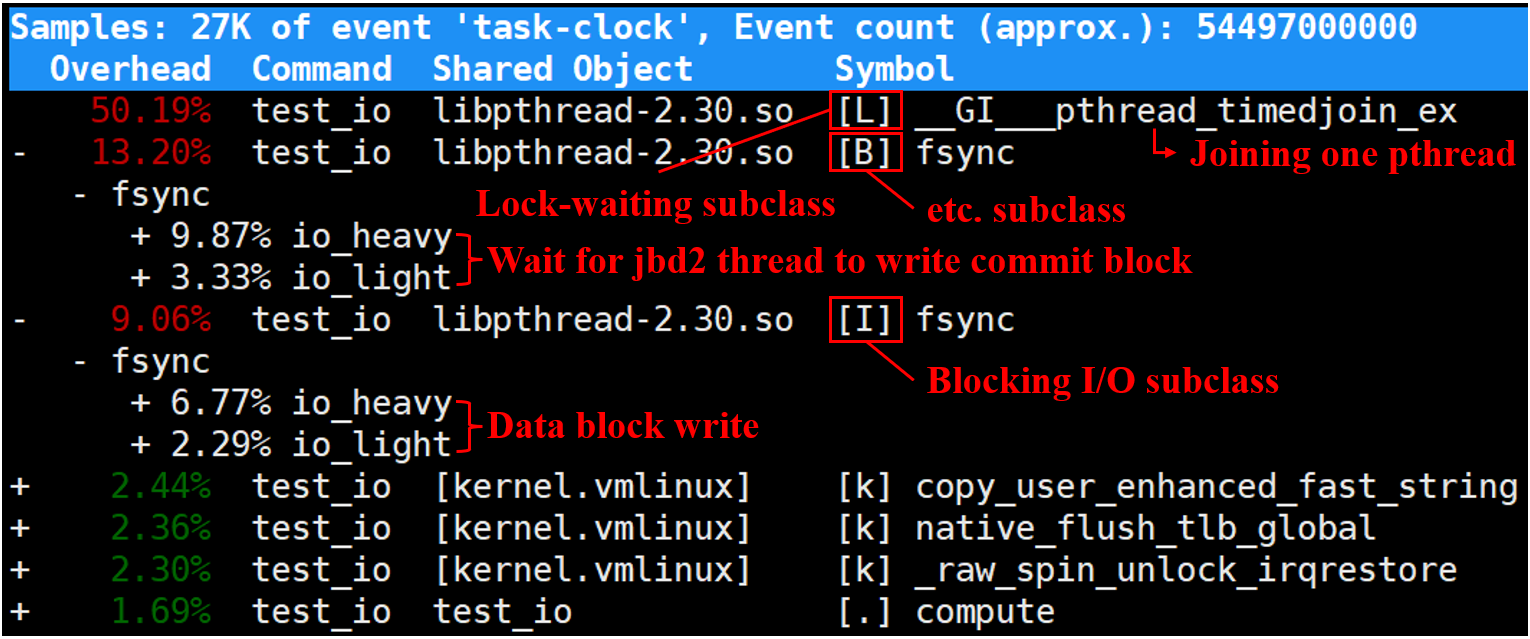 Samples: 27K of event 'task-clock', Event count (approx.): 54497000000
Overhead Command Shared Object Symbol
50.19% test_io libpthread-2.30.so [L] __GI___pthread_timedjoin_ex
- 13.20% test_io libpthread-2.30.so [B] fsync
Joining one pthread
- fsync
Lock-waiting subclass
etc. subclass
+ 9.87% io_heavy
+ 3.33% io_light
Wait for jbd2 thread to write commit block
- 9.06% test_io libpthread-2.30.so [I] fsync
- fsync
Blocking I/O subclass
+ 6.77% io_heavy
+ 2.29% io_light
Data block write
+ 2.44% test_io [kernel.vmlinux] [k] copy_user_enhanced_fast_string
+ 2.36% test_io [kernel.vmlinux] [k] native_flush_tlb_global
+ 2.30% test_io [kernel.vmlinux] [k] _raw_spin_unlock_irqrestore
+ 1.69% test_io test_io [.] compute